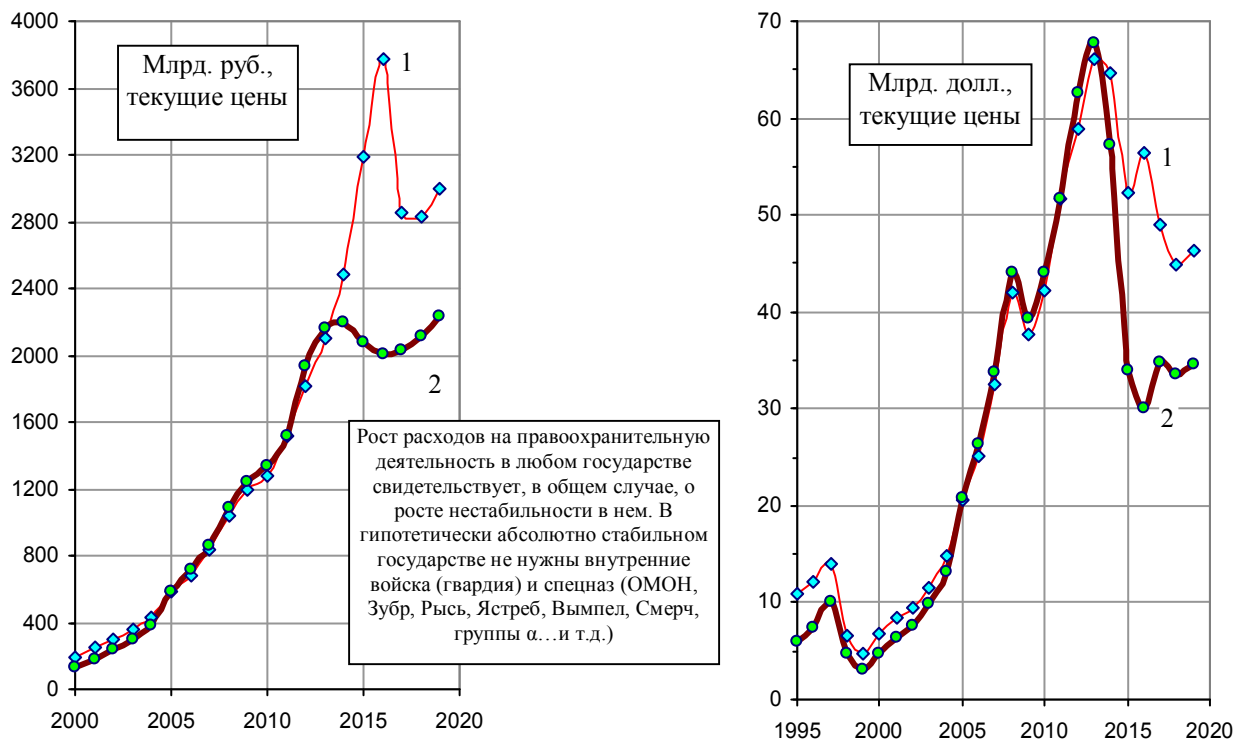 4000
3600
3200
2800
2400
2000
1600
1200
800
400
0
2000
2005
2010
2015
2020
Млрд. руб.,
текущие цены
1
2
Рост расходов на правоохранительную
деятельность в любом государстве
свидетельствует, в общем случае, о
росте нестабильности в нем. В
гипотетически абсолютно стабильном
государстве не нужны внутренние
войска (гвардия) и спецназ (ОМОН,
Зубр, Рысь, Ястреб, Вымпел, Смерч,
группы α…и т.д.)
70
60
50
40
30
20
10
0
1995
2000
2005
2010
2015
2020
Млрд. долл.,
текущие цены
1
2